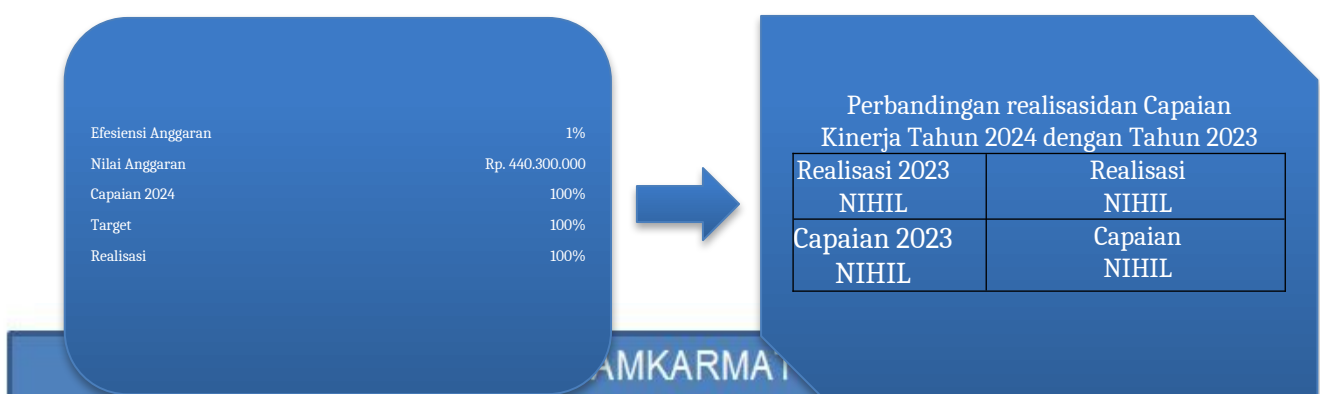 Efesiensi Anggaran 1%
Nilai Anggaran Rp. 440.300.000
Capaian 2024 100%
Target 100%
Realisasi 100%
Perbandingan realisasidan Capaian
Kinerja Tahun 2024 dengan Tahun 2023
Realisasi 2023 Realisasi
NIHIL NIHIL
Capaian 2023 Capaian
NIHIL NIHIL
AMKARMAT